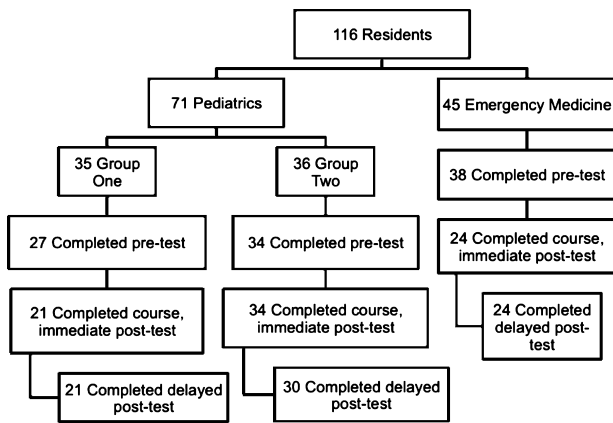 116 Residents
71 Pediatrics
45 Emergency Medicine
35 Group
One
36 Group
Two
38 Completed pre-test
27 Completed pre-test
34 Completed pre-test
24 Completed course,
immediate post-test
21 Completed course,
immediate post-test
34 Completed course,
immediate post-test
24 Completed
delayed post-
test
21 Completed delayed
post-test
30 Completed delayed
post-test